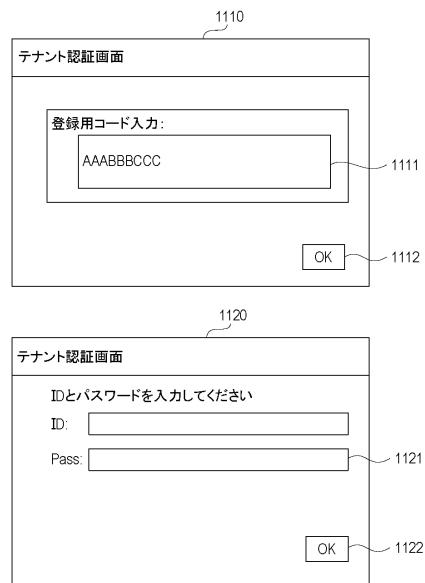 1110
テナント認証画面
登録用コード入力:
AAABBBCCC
1111
OK
1112
1120
テナント認証画面
IDとパスワードを入力してください
ID:
Pass:
1121
OK
1122